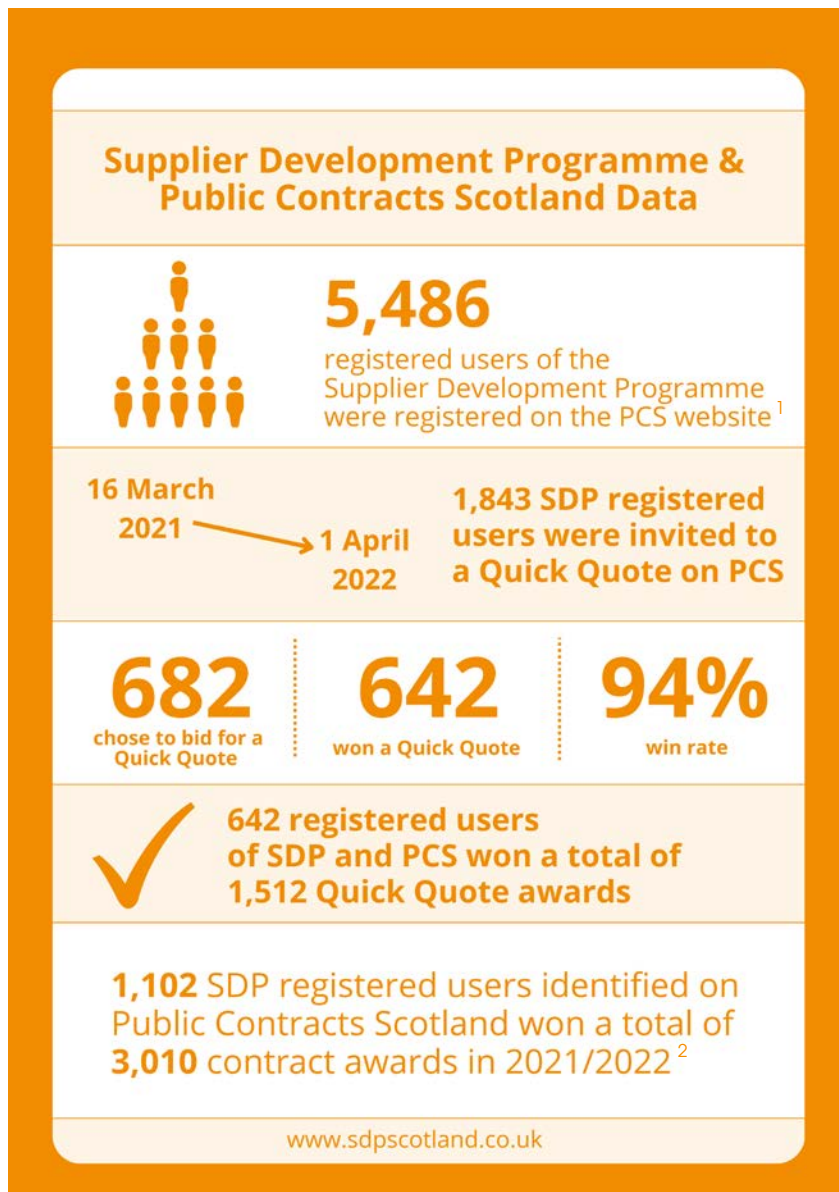 Supplier Development Programme &
Public Contracts Scotland Data
5,486
registered users of the
Supplier Development Programme
were registered on the PCS website 1
16 March
2021
1 April
2022
1,843 SDP registered
users were invited to
a Quick Quote on PCS
682
chose to bid for a
Quick Quote
642
won a Quick Quote
94%
win rate
642 registered users
of SDP and PCS won a total of
1,512 Quick Quote awards
1,102 SDP registered users identified on
Public Contracts Scotland won a total of
3,010 contract awards in 2021/2022 2
www.sdpscotland.co.uk